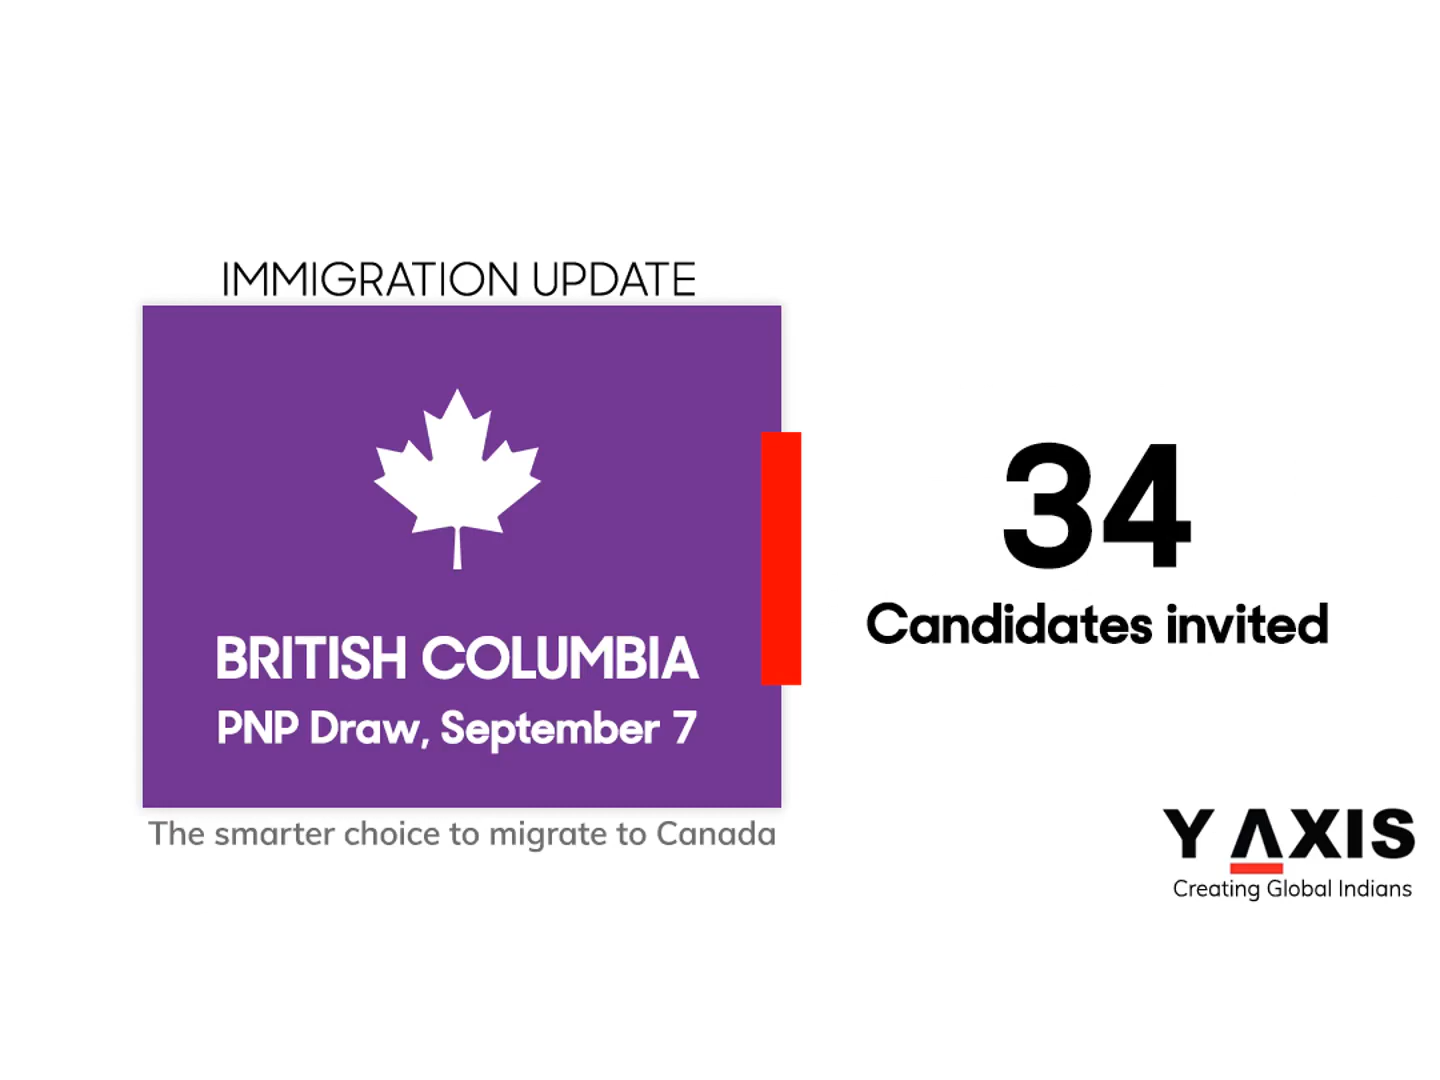 IMMIGRATION UPDATE
BRITISH COLUMBIA
PNP Draw, September 7
The smarter choice to migrate to Canada
34
Candidates invited
Y AXIS
Creating Global Indians